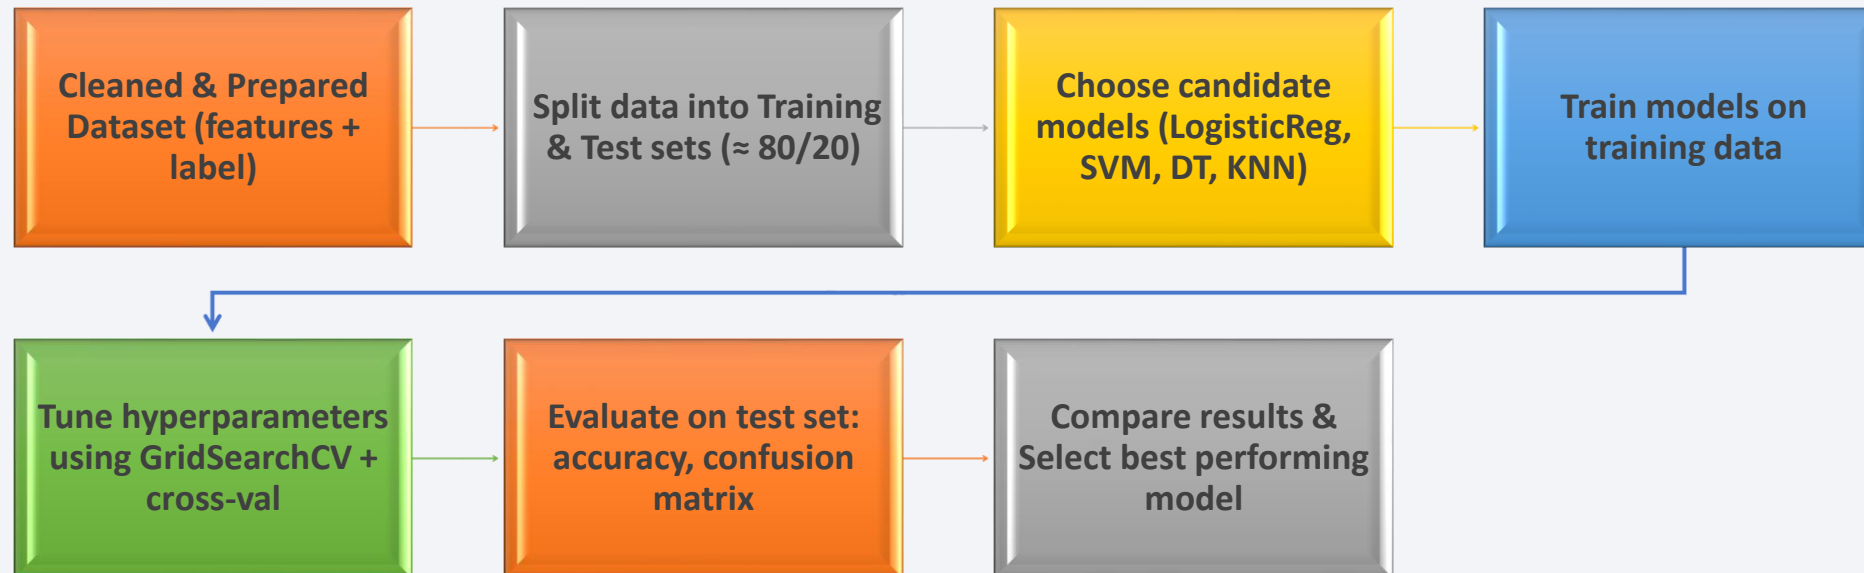 Cleaned & Prepared
Dataset (features +
label)
Split data into Training
& Test sets (≈ 80/20)
Choose candidate
models (LogisticReg,
SVM, DT, KNN)
Train models on
training data
Tune hyperparameters
using GridSearchCV +
cross-val
Evaluate on test set:
accuracy, confusion
matrix
Compare results &
Select best performing
model